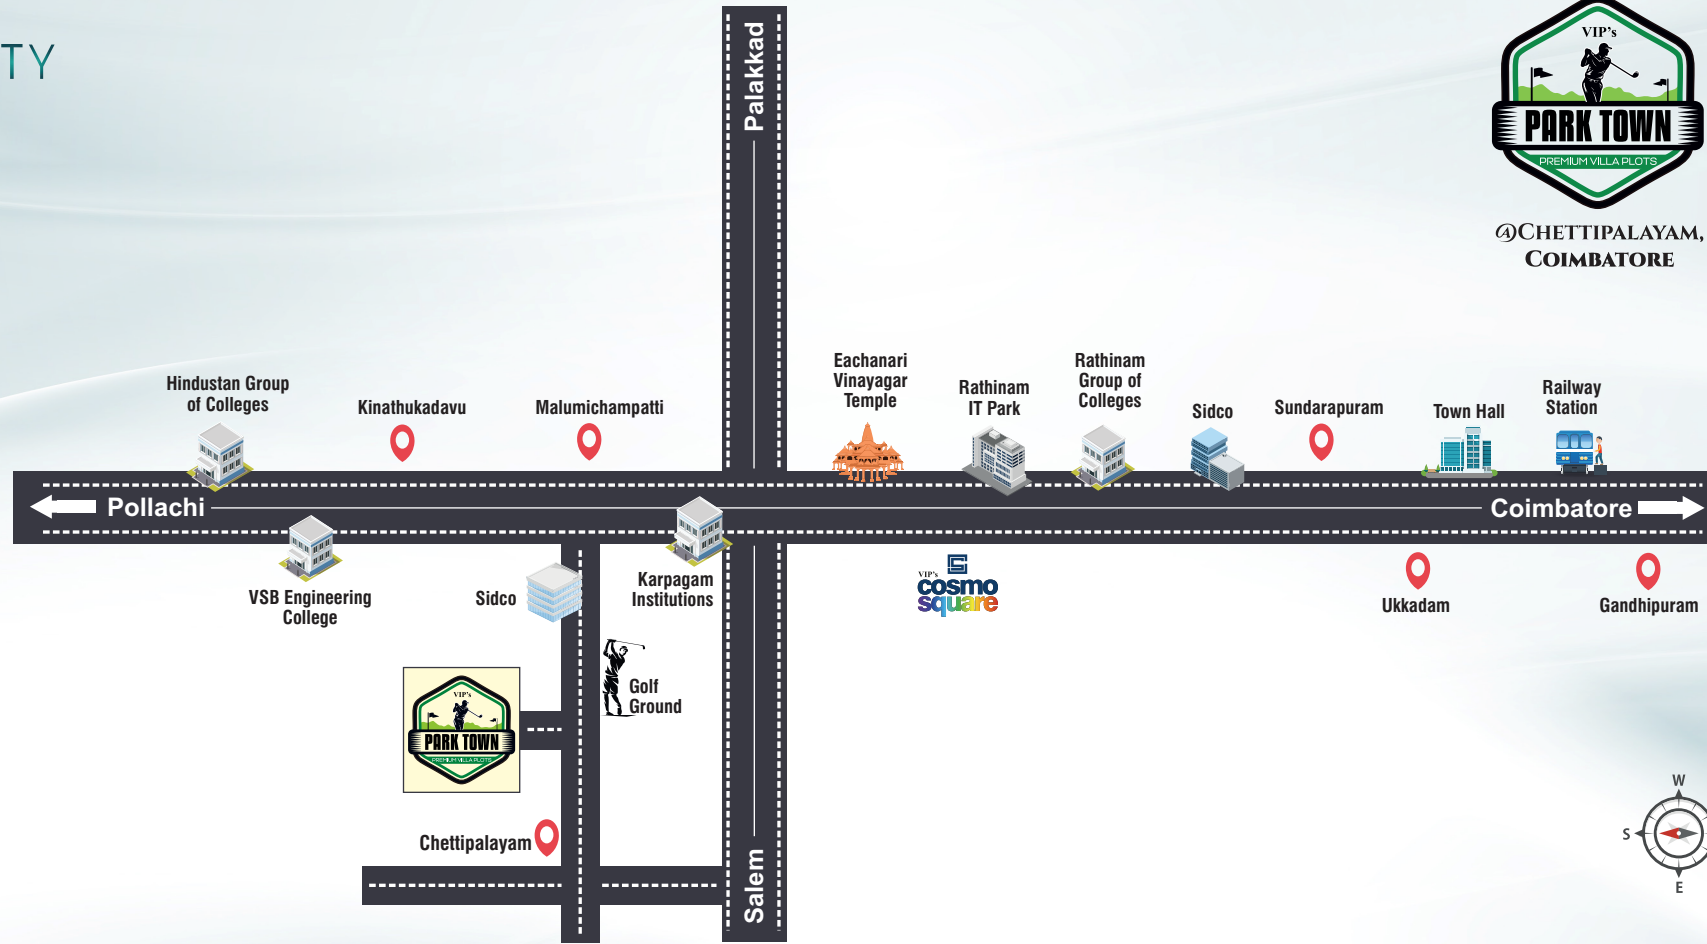 TY
Palakkad
VIP's
PARK TOWN
PREMIUM VILLA PLOTS
@CHETTIPALAYAM,
COIMBATORE
Hindustan Group
of Colleges
Kinathukadavu
Malumichampatti
Eachanari
Vinayagar
Temple
Rathinam
IT Park
Rathinam
Group of
Colleges
Sidco
Sundarapuram
Town Hall
Railway
Station
Pollachi
Coimbatore
VSB Engineering
College
Sidco
Karpagam
Institutions
VIP's
cosmo
square
Ukkadam
Gandhipuram
Golf
Ground
VIP's
PARK TOWN
PREMIUM VILLA PLOTS
Chettipalayam
Salem
W
S
E